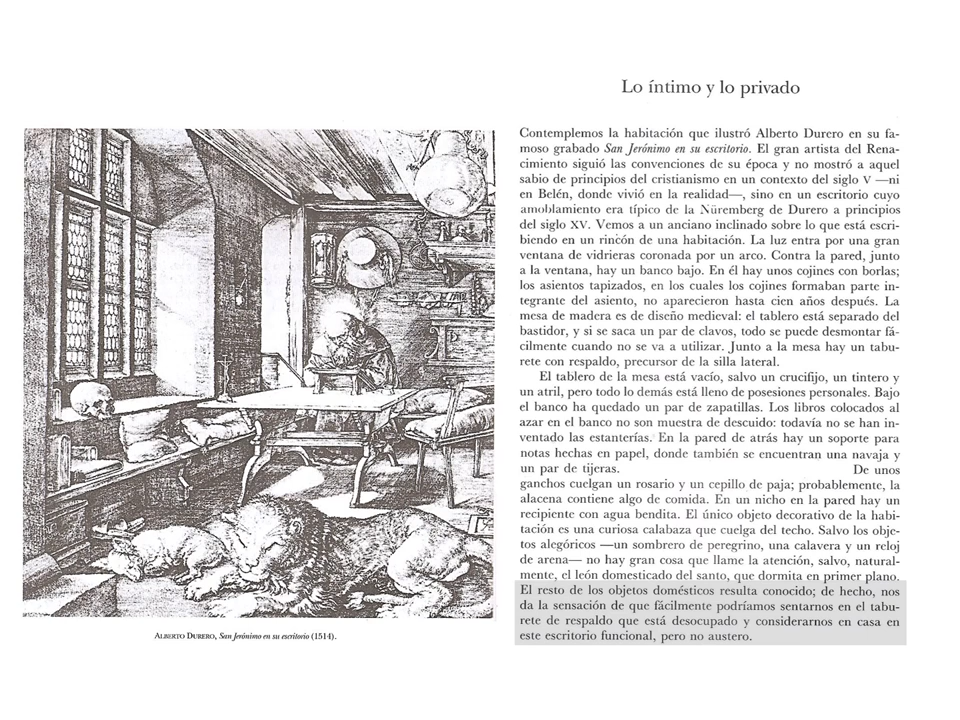 Lo íntimo y lo privado
Contemplemos la habitación que ilustró Alberto Durero en su fa-
moso grabado San Jerónimo en su escritorio. El gran artista del Rena-
cimiento siguió las convenciones de su época y no mostró a aquel
sabio de principios del cristianismo en un contexto del siglo V —ni
en Belén, donde vivió en la realidad—, sino en un escritorio cuyo
amoblamiento era típico de la Nüremberg de Durero a principios
del siglo XV. Vemos a un anciano inclinado sobre lo que está escri-
biendo en un rincón de una habitación. La luz entra por una gran
ventana de vidrieras coronada por un arco. Contra la pared, junto
a la ventana, hay un banco bajo. En él hay unos cojines con borlas;
los asientos tapizados, en los cuales los cojines formaban parte in-
tegrante del asiento, no aparecieron hasta cien años después. La
mesa de madera es de diseño medieval: el tablero está separado del
bastidor, y si se saca un par de clavos, todo se puede desmontar fá-
cilmente cuando no se va a utilizar. Junto a la mesa hay un tabu-
rete con respaldo, precursor de la silla lateral.
El tablero de la mesa está vacío, salvo un crucifijo, un tintero y
un atril, pero todo lo demás está lleno de posesiones personales. Bajo
el banco ha quedado un par de zapatillas. Los libros colocados al
azar en el banco no son muestra de descuido: todavía no se han in-
ventado las estanterías. En la pared de atrás hay un soporte para
notas hechas en papel, donde también se encuentran una navaja y
un par de tijeras. De unos
ganchos cuelgan un rosario y un cepillo de paja; probablemente, la
alacena contiene algo de comida. En un nicho en la pared hay un
recipiente con agua bendita. El único objeto decorativo de la habi-
tación es una curiosa calabaza que cuelga del techo. Salvo los obje-
tos alegóricos —un sombrero de peregrino, una calavera y un reloj
de arena— no hay gran cosa que llame la atención, salvo, natural-
mente, el león domesticado del santo, que dormita en primer plano.
El resto de los objetos domésticos resulta conocido; de hecho, nos
da la sensación de que fácilmente podríamos sentarnos en el tabu-
rete de respaldo que está desocupado y considerarnos en casa en
este escritorio funcional, pero no austero.
ALBERTO DURERO, San Jerónimo en su escritorio (1514).